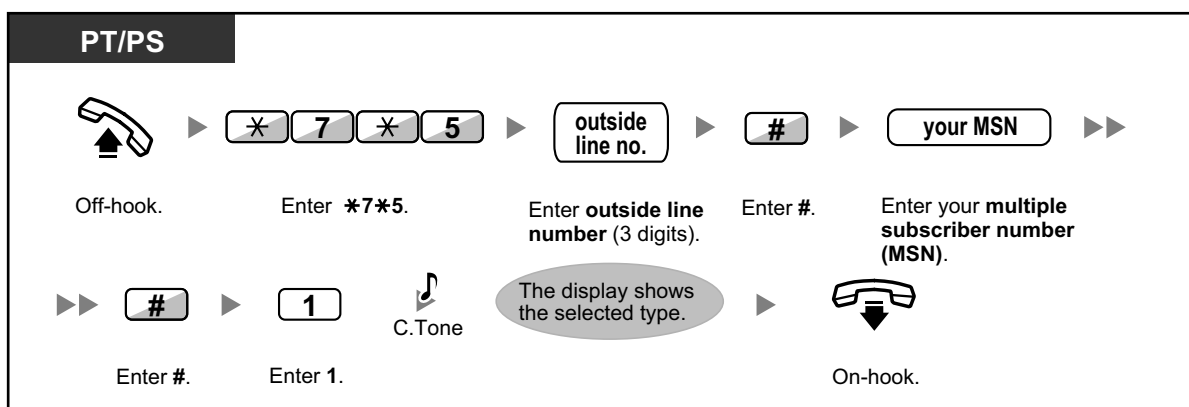 PT/PS
✳ 7 ✳ 5
outside
line no.
#
your MSN
Off-hook.
Enter ✳7✳5.
Enter outside line
number (3 digits).
Enter #.
Enter your multiple
subscriber number
(MSN).
#
1
C.Tone
The display shows
the selected type.
Enter #.
Enter 1.
On-hook.